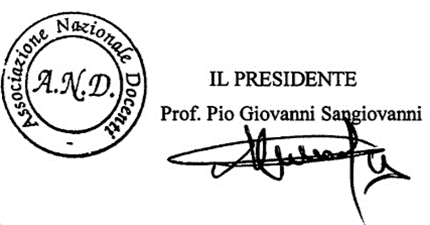 Associazione Nazionale Docenti
A.N.D.
IL PRESIDENTE
Prof. Pio Giovanni Sangiovanni